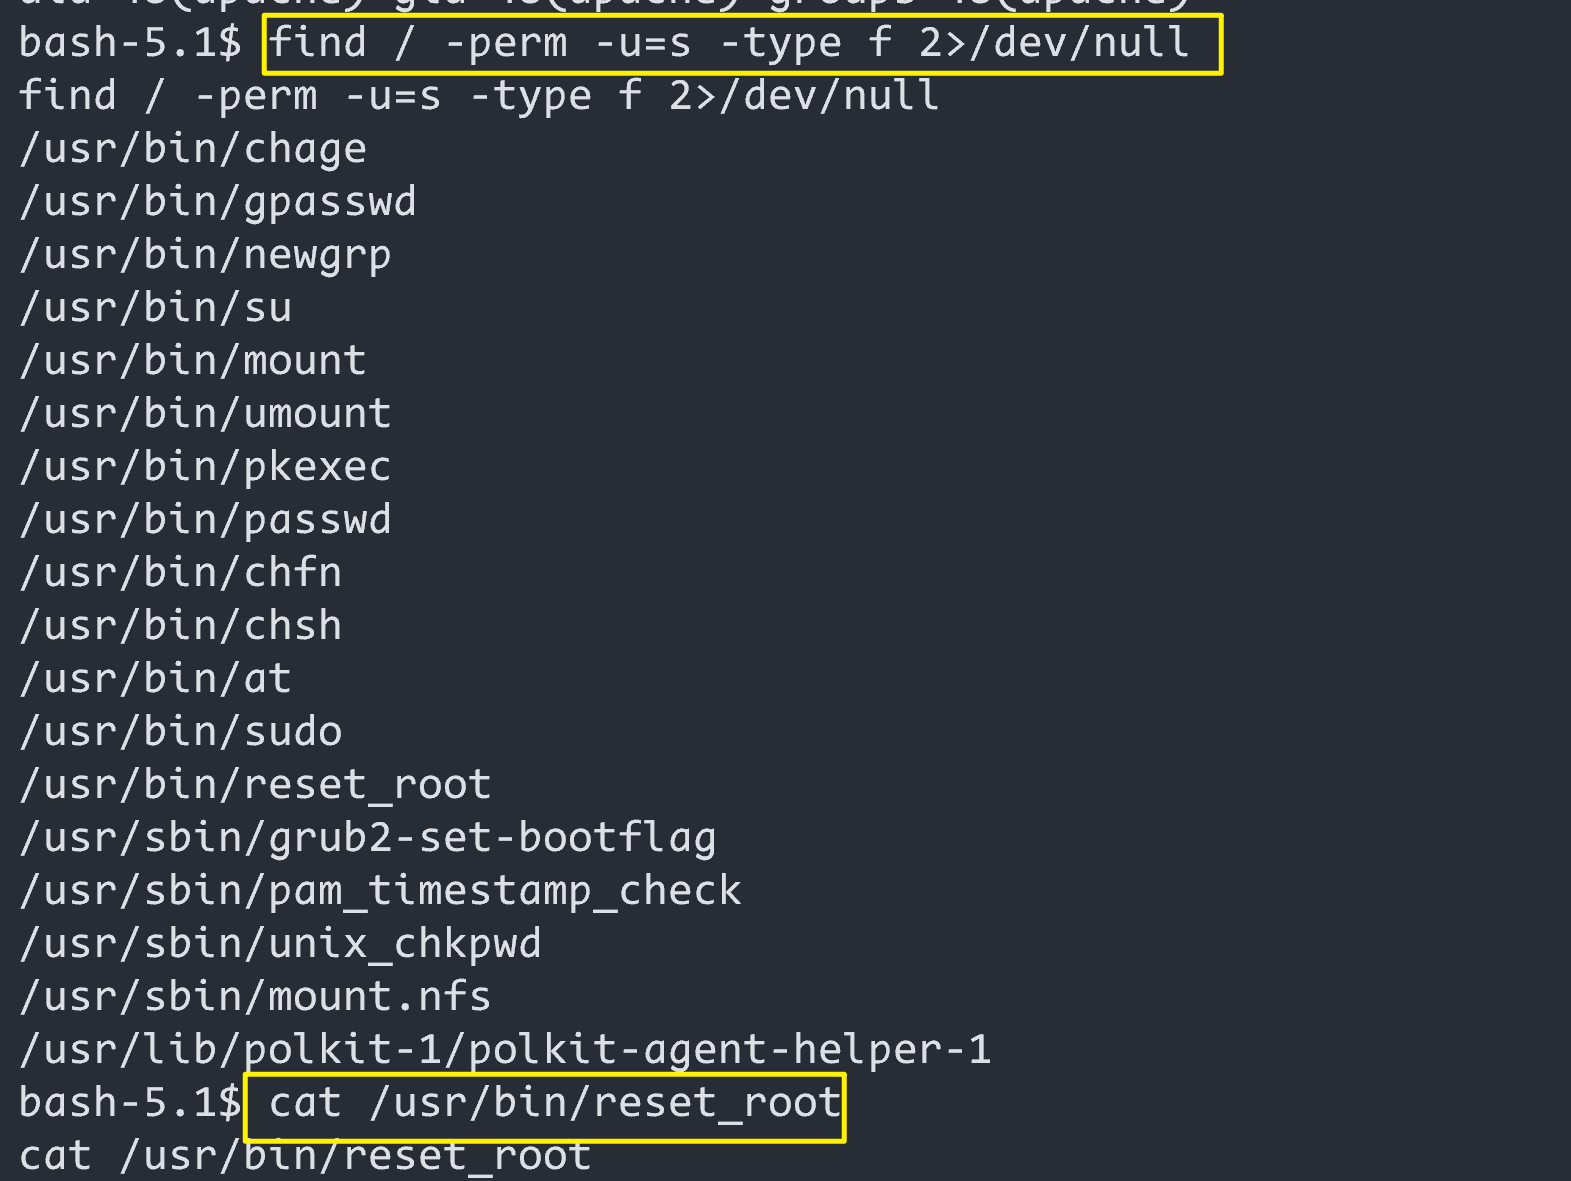 bash-5.1$ find / -perm -u=s -type f 2>/dev/null
find / -perm -u=s -type f 2>/dev/null
/usr/bin/chage
/usr/bin/gpasswd
/usr/bin/newgrp
/usr/bin/su
/usr/bin/mount
/usr/bin/umount
/usr/bin/pkexec
/usr/bin/passwd
/usr/bin/chfn
/usr/bin/chsh
/usr/bin/at
/usr/bin/sudo
/usr/bin/reset_root
/usr/sbin/grub2-set-bootflag
/usr/sbin/pam_timestamp_check
/usr/sbin/unix_chkpwd
/usr/sbin/mount.nfs
/usr/lib/polkit-1/polkit-agent-helper-1
bash-5.1$ cat /usr/bin/reset_root
cat /usr/bin/reset_root